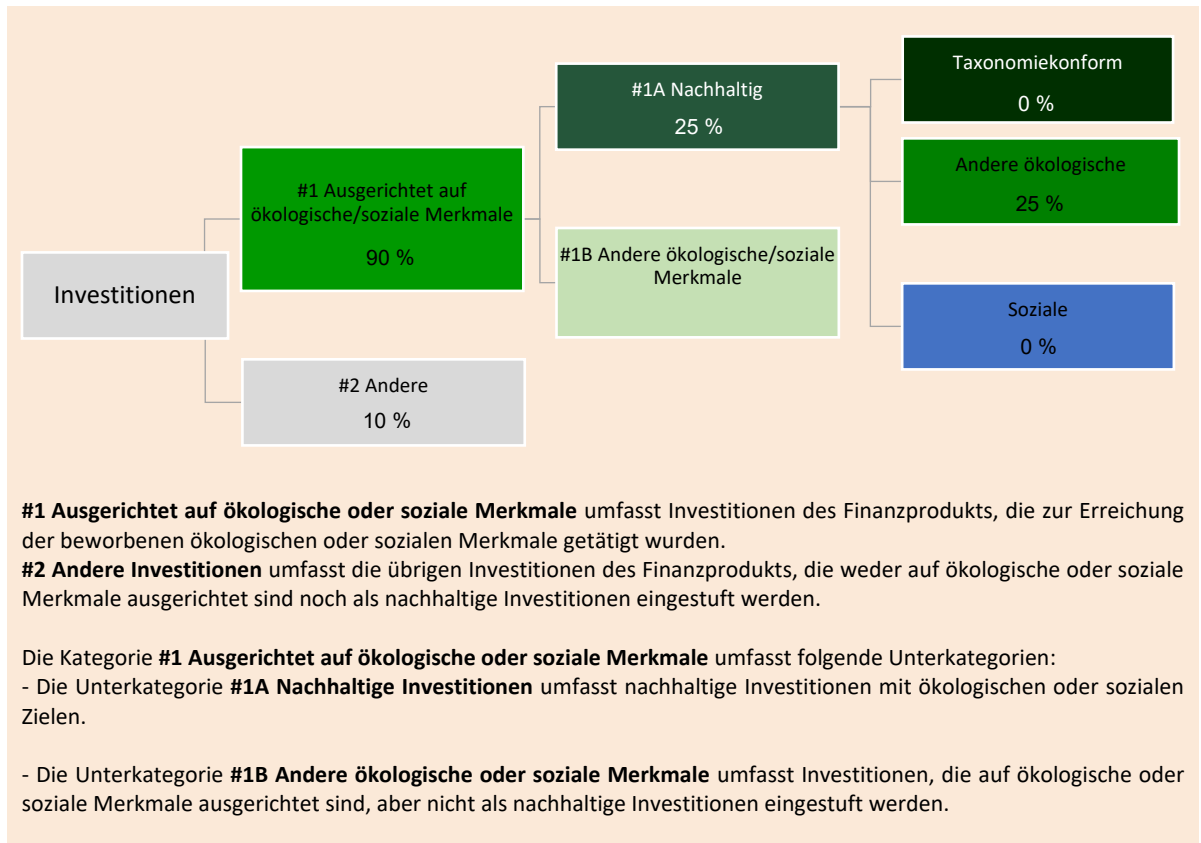 Taxonomiekonform
0 %
#1A Nachhaltig
25 %
Andere ökologische
25 %
#1 Ausgerichtet auf
ökologische/soziale Merkmale
90 %
#1B Andere ökologische/soziale
Merkmale
Investitionen
Soziale
0 %
#2 Andere
10 %
#1 Ausgerichtet auf ökologische oder soziale Merkmale umfasst Investitionen des Finanzprodukts, die zur Erreichung
der beworbenen ökologischen oder sozialen Merkmale getätigt wurden.
#2 Andere Investitionen umfasst die übrigen Investitionen des Finanzprodukts, die weder auf ökologische oder soziale
Merkmale ausgerichtet sind noch als nachhaltige Investitionen eingestuft werden.
Die Kategorie #1 Ausgerichtet auf ökologische oder soziale Merkmale umfasst folgende Unterkategorien:
- Die Unterkategorie #1A Nachhaltige Investitionen umfasst nachhaltige Investitionen mit ökologischen oder sozialen
Zielen.
- Die Unterkategorie #1B Andere ökologische oder soziale Merkmale umfasst Investitionen, die auf ökologische oder
soziale Merkmale ausgerichtet sind, aber nicht als nachhaltige Investitionen eingestuft werden.